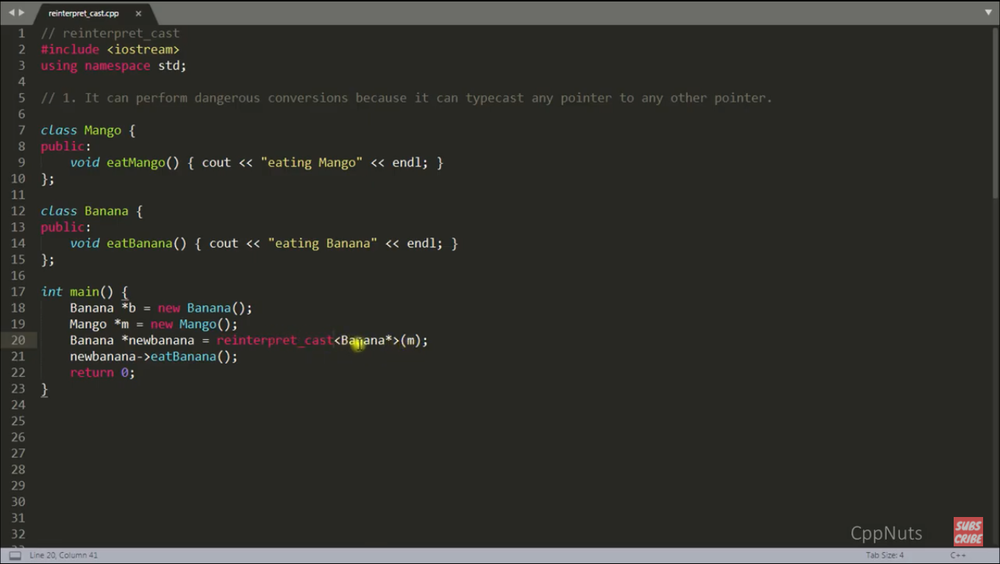 reinterpret_cast.cpp ×
1 // reinterpret_cast
2 #include <iostream>
3 using namespace std;
4
5 // 1. It can perform dangerous conversions because it can typecast any pointer to any other pointer.
6
7 class Mango {
8 public:
9     void eatMango() { cout << "eating Mango" << endl; }
10 };
11
12 class Banana {
13 public:
14     void eatBanana() { cout << "eating Banana" << endl; }
15 };
16
17 int main() {
18     Banana *b = new Banana();
19     Mango *m = new Mango();
20     Banana *newbanana = reinterpret_cast<Banana*>(m);
21     newbanana->eatBanana();
22     return 0;
23 }
24
25
26
27
28
29
30
31
32
CppNuts
SUBS
CRIBE
Line 20, Column 41
Tab Size: 4
C++